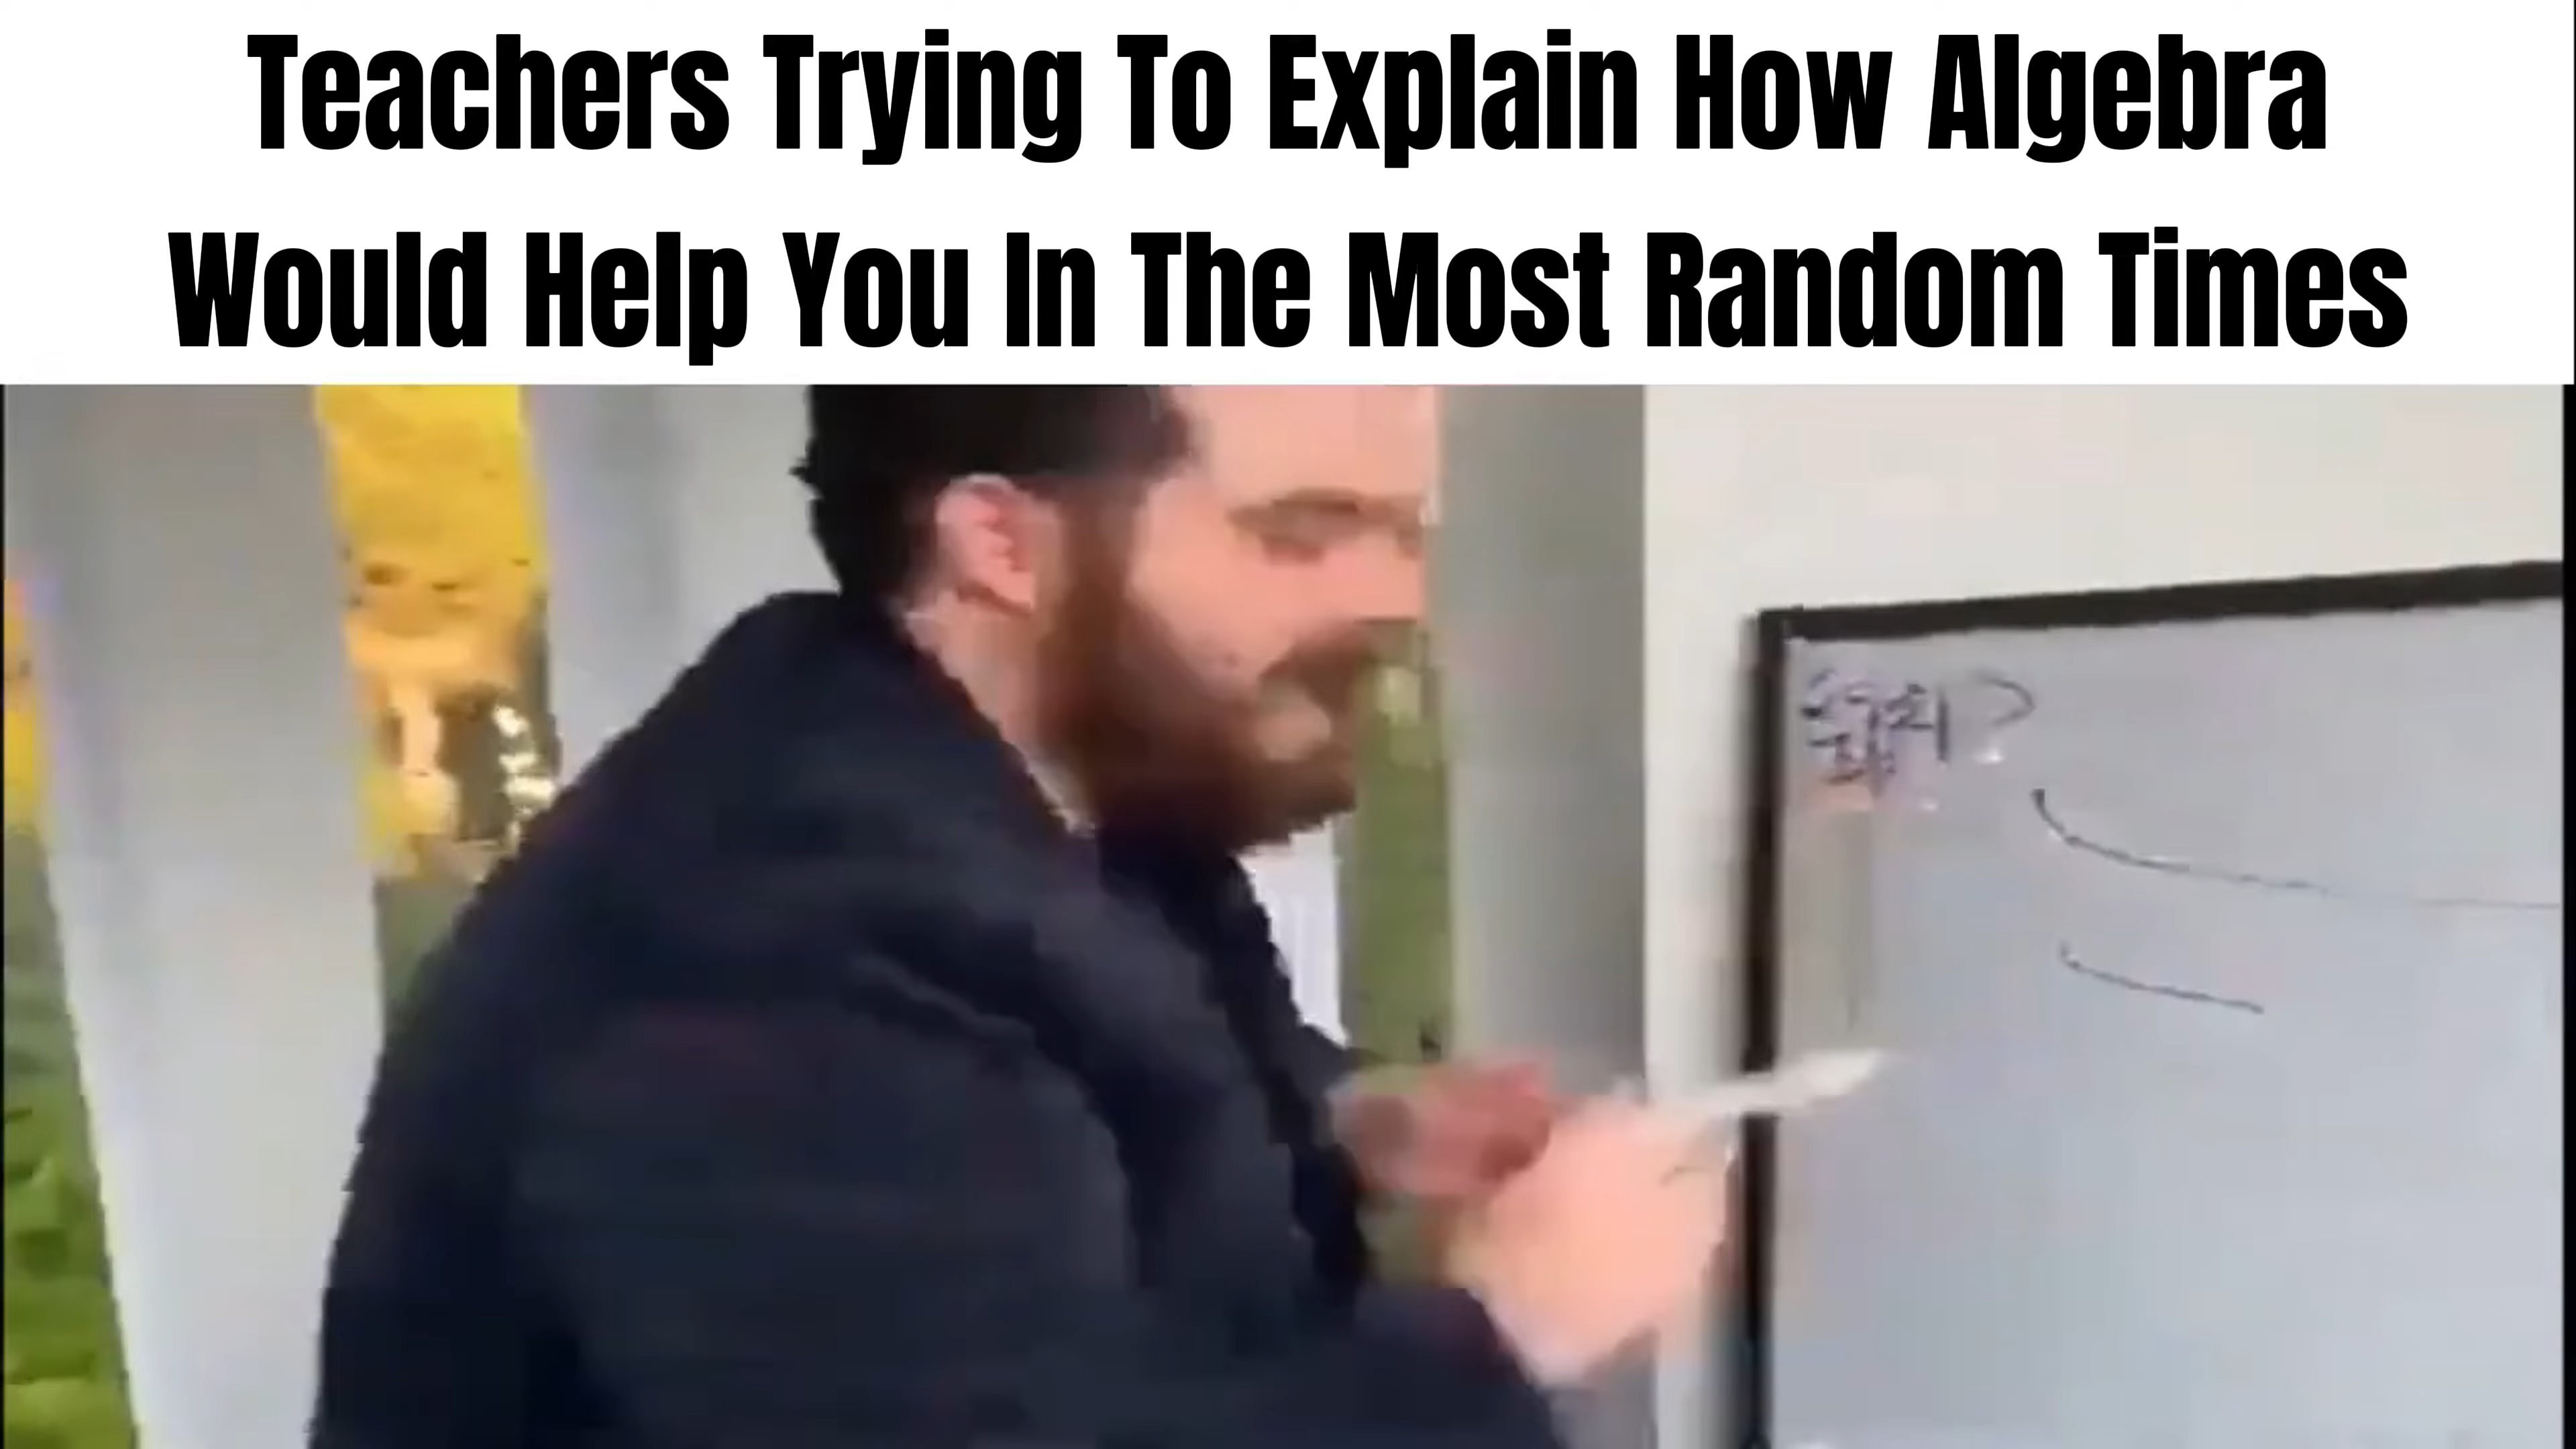 Teachers Trying To Explain How Algebra
Would Help You In The Most Random Times